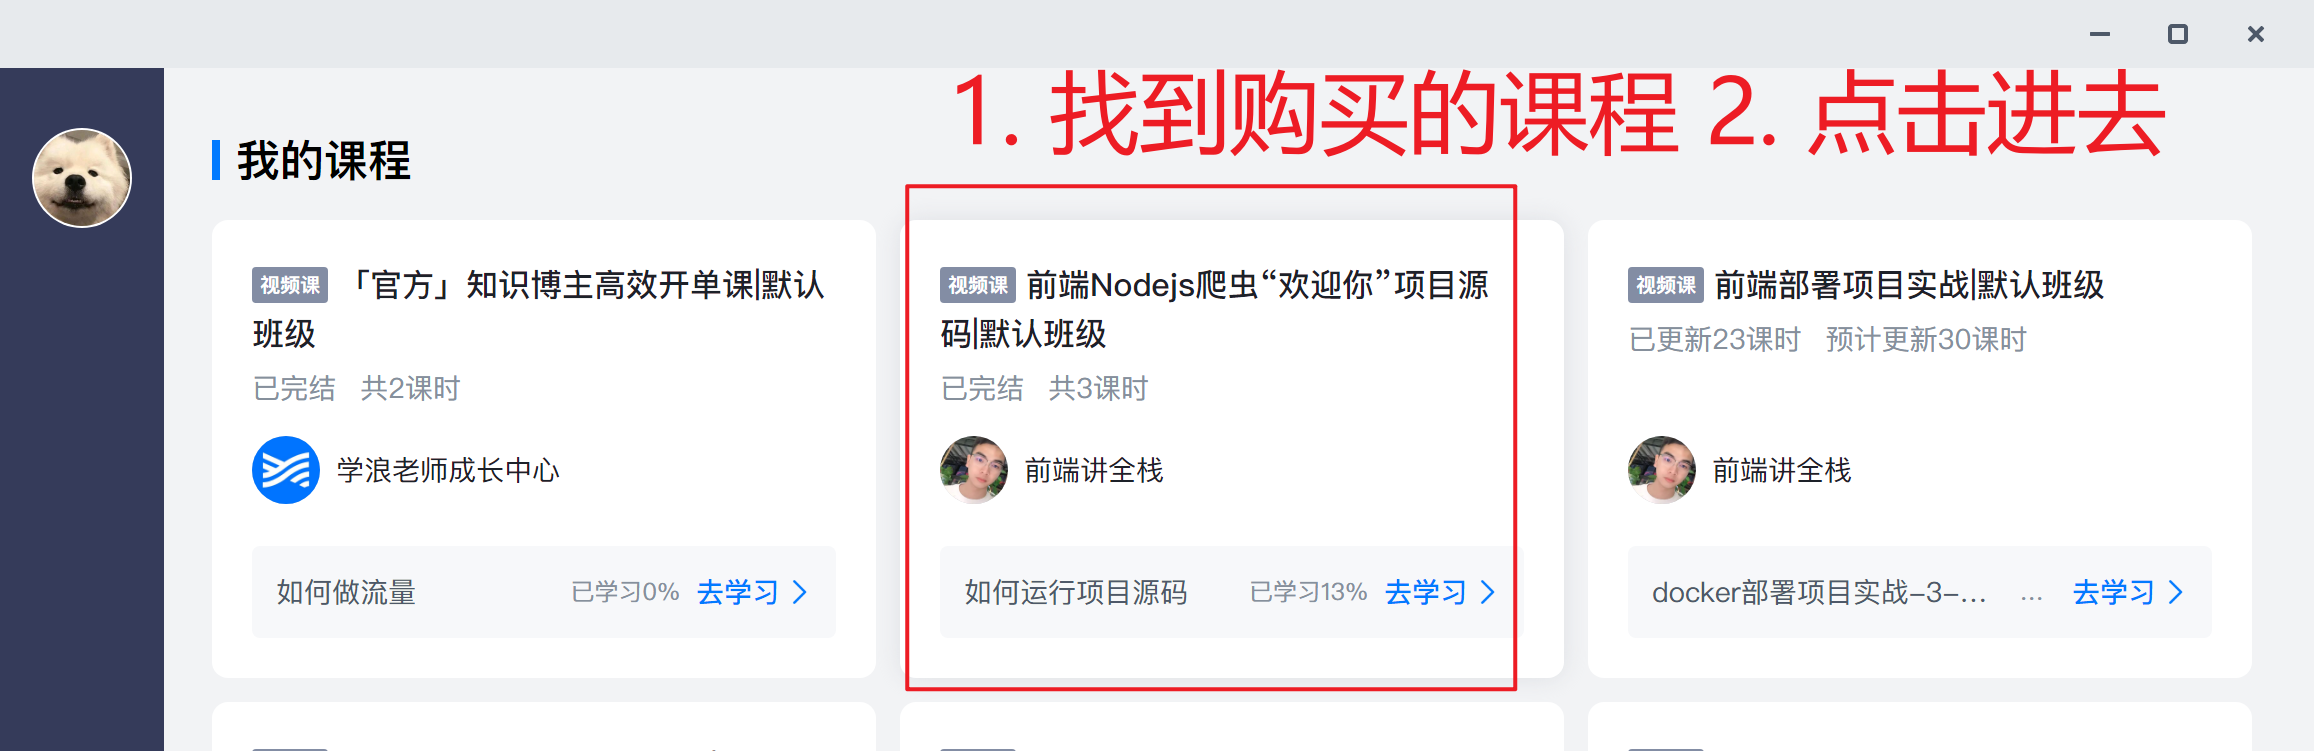 1. 找到购买的课程 2. 点击进去
我的课程
视频课 「官方」知识博主高效开单课|默认
班级
已完结 共2课时
学浪老师成长中心
如何做流量 已学习0% 去学习
视频课 前端Nodejs爬虫“欢迎你”项目源
码|默认班级
已完结 共3课时
前端讲全栈
如何运行项目源码 已学习13% 去学习
视频课 前端部署项目实战|默认班级
已更新23课时 预计更新30课时
前端讲全栈
docker部署项目实战-3-... ... 去学习